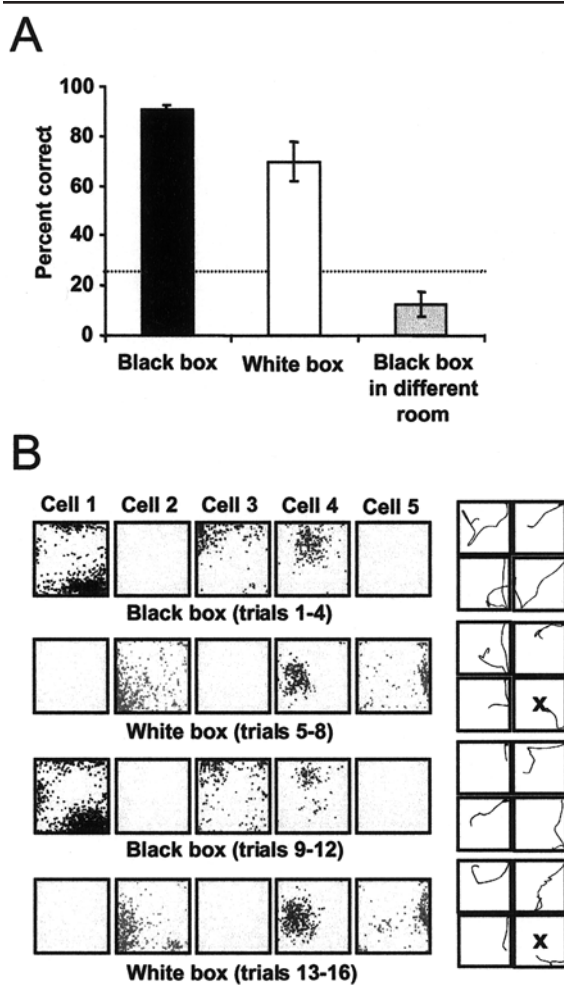 A
100
80
60
40
20
0
Percent correct
Black box
White box
Black box
in different
room
B
Cell 1 Cell 2 Cell 3 Cell 4 Cell 5
Black box (trials 1-4)
White box (trials 5-8)
x
Black box (trials 9-12)
White box (trials 13-16)
x